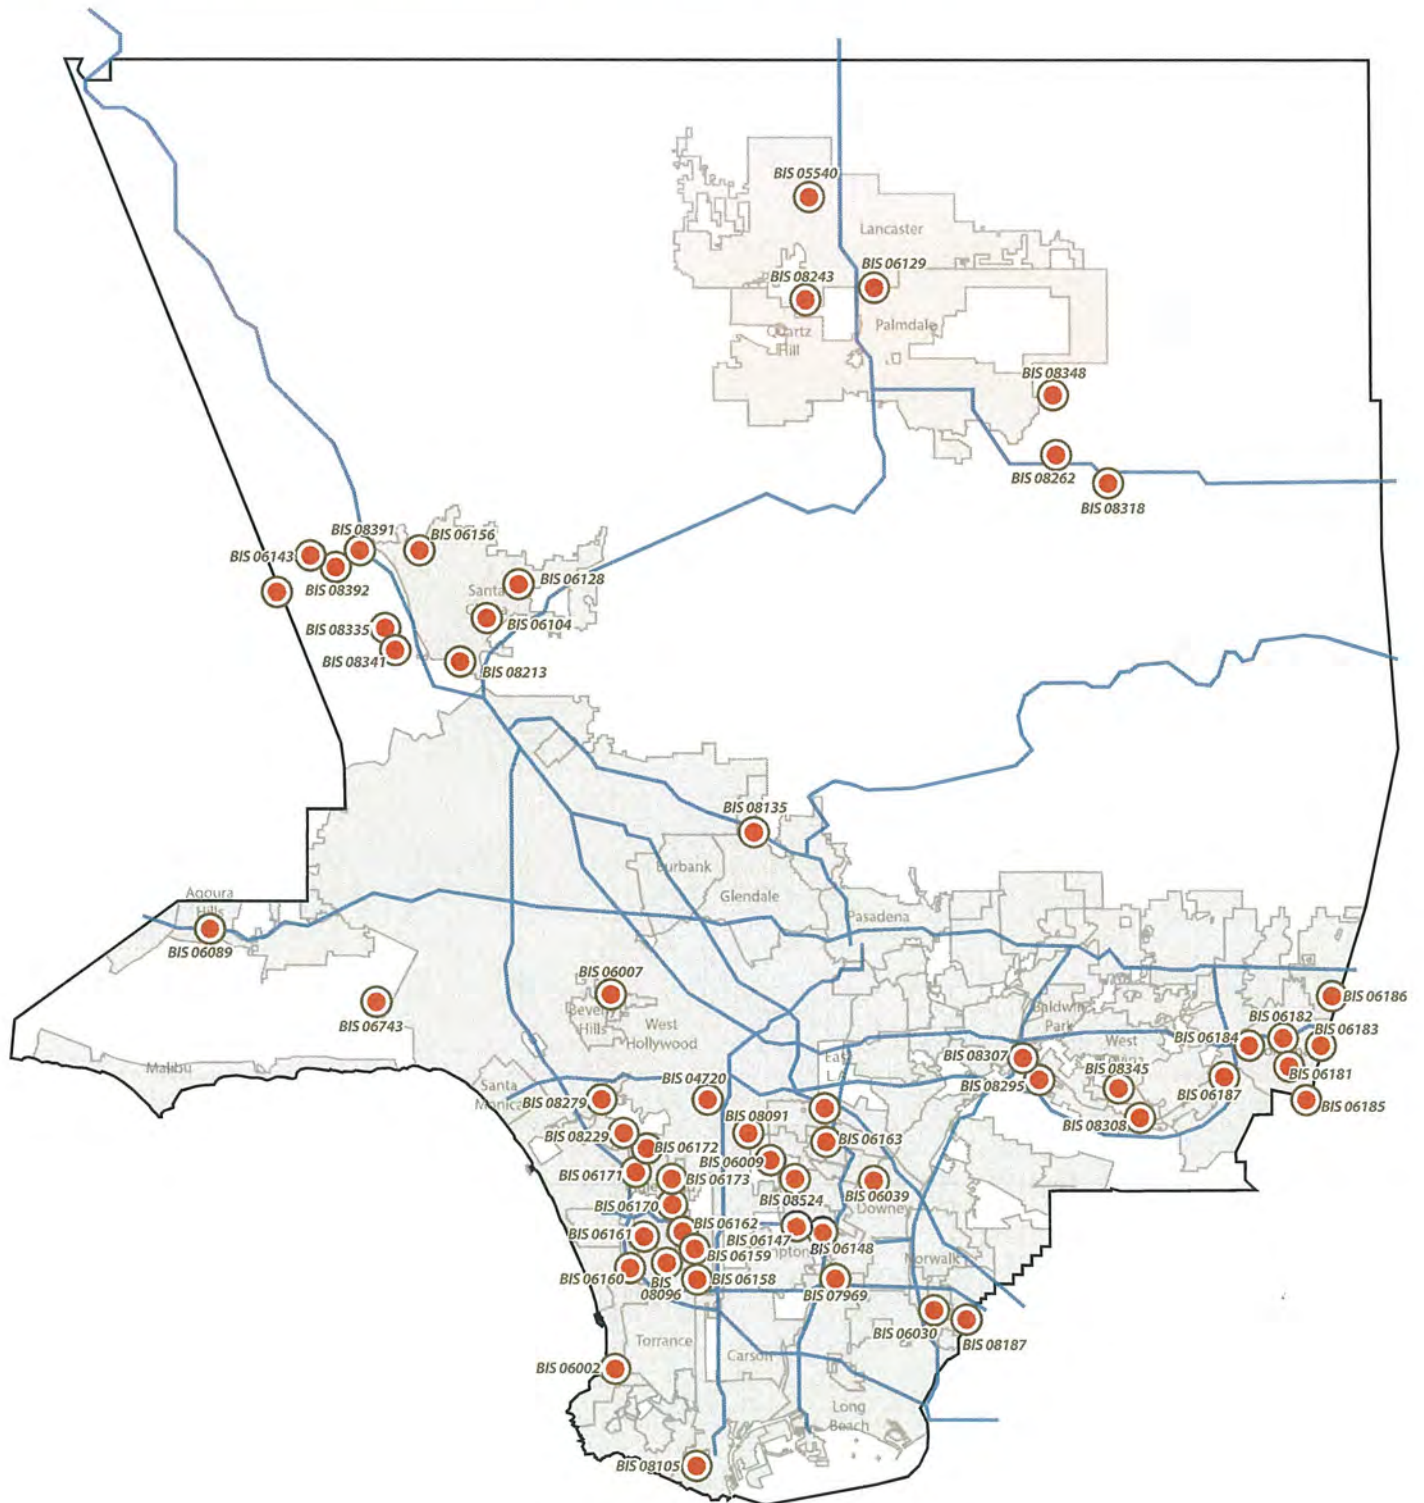 BIS 05540
Lancaster
BIS 08243
BIS 06129
Quartz
Hill
Palmdale
BIS 08348
BIS 08262
BIS 08318
BIS 08391
BIS 06156
BIS 06143
BIS 08392
BIS 06128
Santa
BIS 06104
BIS 08335
BIS 08341
BIS 08213
BIS 08135
Burbank
Glendale
Agoura
Hills
Pasadena
BIS 06089
BIS 06007
BIS 06743
Beverly
Hills
West
Hollywood
Baldwin
Park
BIS 06186
BIS 06182
BIS 06183
BIS 06184
West
East
Malibu
BIS 08307
BIS 08295
BIS 08345
BIS 06181
BIS 06187
BIS 06185
BIS 08308
Santa
Monica
BIS 04720
BIS 08279
BIS 08091
BIS 08229
BIS 06172
BIS 06163
BIS 06009
BIS 06171
BIS 06173
BIS 08524
BIS 06039
BIS 06170
Downey
BIS 06162
BIS 06161
BIS 06147
BIS 06148
BIS 06159
Norwalk
BIS 06160
BIS
08096
BIS 06158
BIS 07969
BIS 06030
BIS 08187
Torrance
Carson
BIS 06002
Long
Beach
BIS 08105